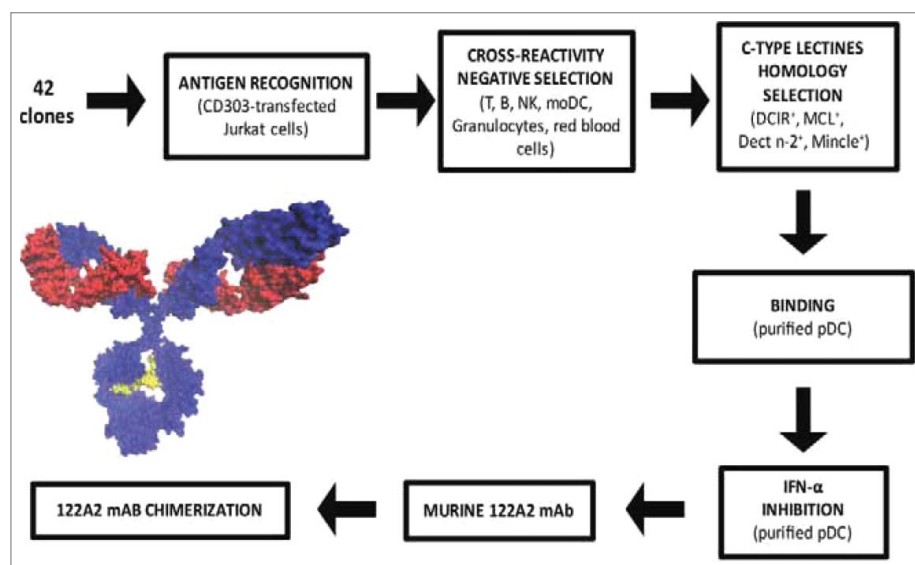 42
clones
ANTIGEN RECOGNITION
(CD303-transfected
Jurkat cells)
CROSS-REACTIVITY
NEGATIVE SELECTION
(T, B, NK, moDC,
Granulocytes, red blood
cells)
C-TYPE LECTINES
HOMOLOGY
SELECTION
(DCIR⁺, MCL⁺,
Dect n-2⁺, Mincle⁺)
BINDING
(purified pDC)
IFN-α
INHIBITION
(purified pDC)
MURINE 122A2 mAb
122A2 mAB CHIMERIZATION